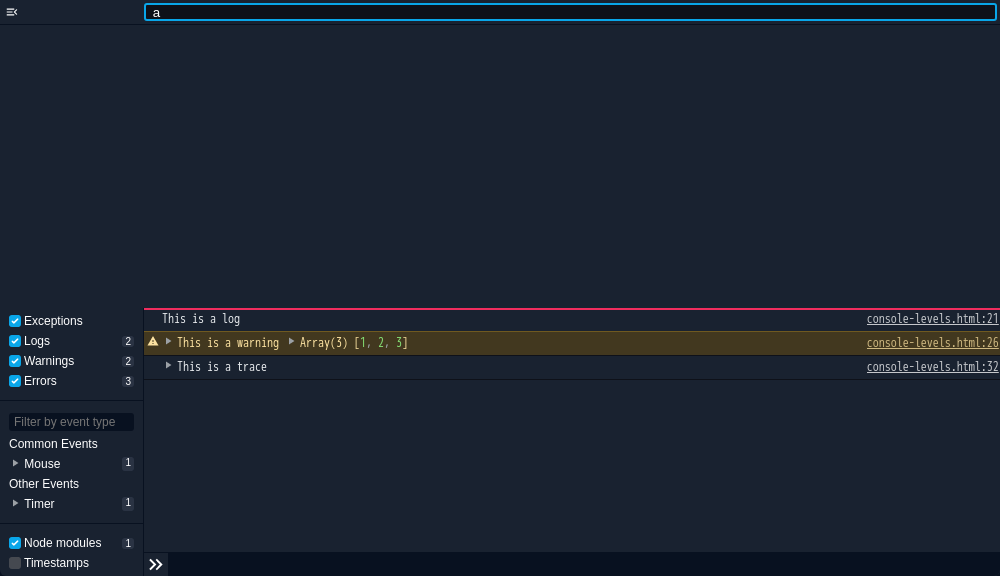 a
Exceptions
Logs 2
Warnings 2
Errors 3
Filter by event type
Common Events
Mouse 1
Other Events
Timer 1
Node modules 1
Timestamps
This is a log console-levels.html:21
This is a warning Array(3) [1, 2, 3] console-levels.html:26
This is a trace console-levels.html:32